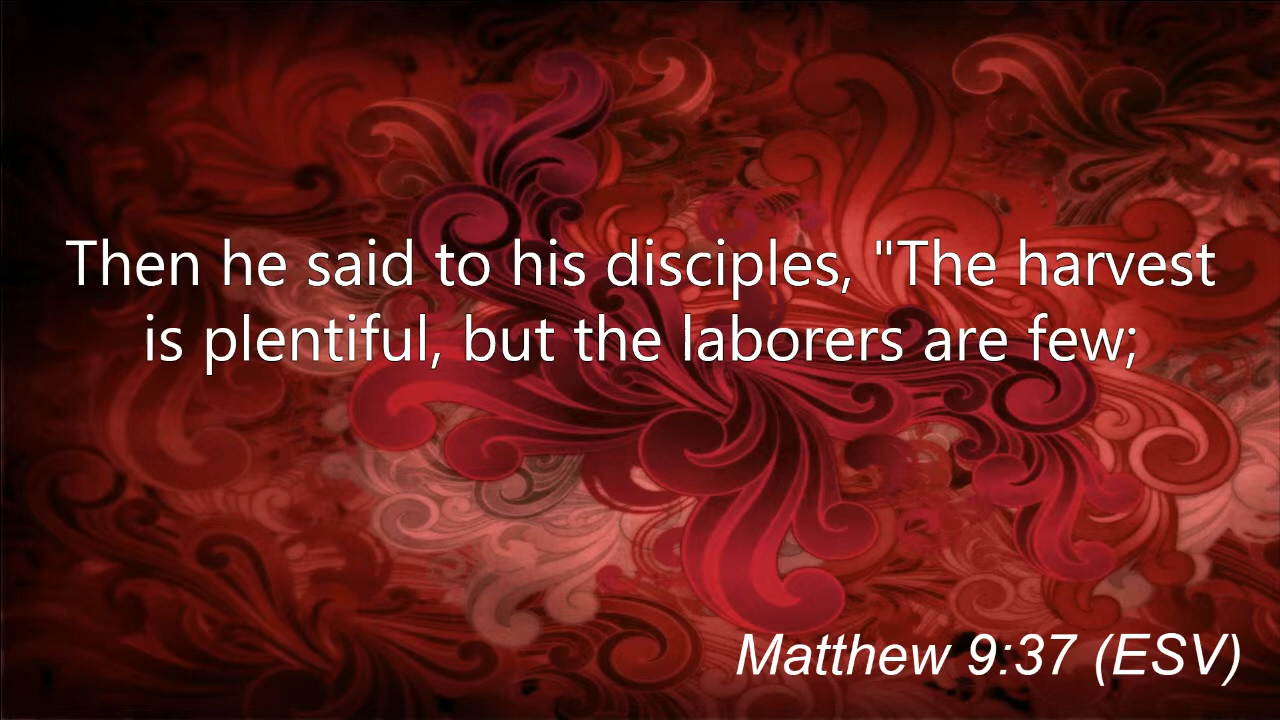 Then he said to his disciples, "The harvest
is plentiful, but the laborers are few;
Matthew 9:37 (ESV)